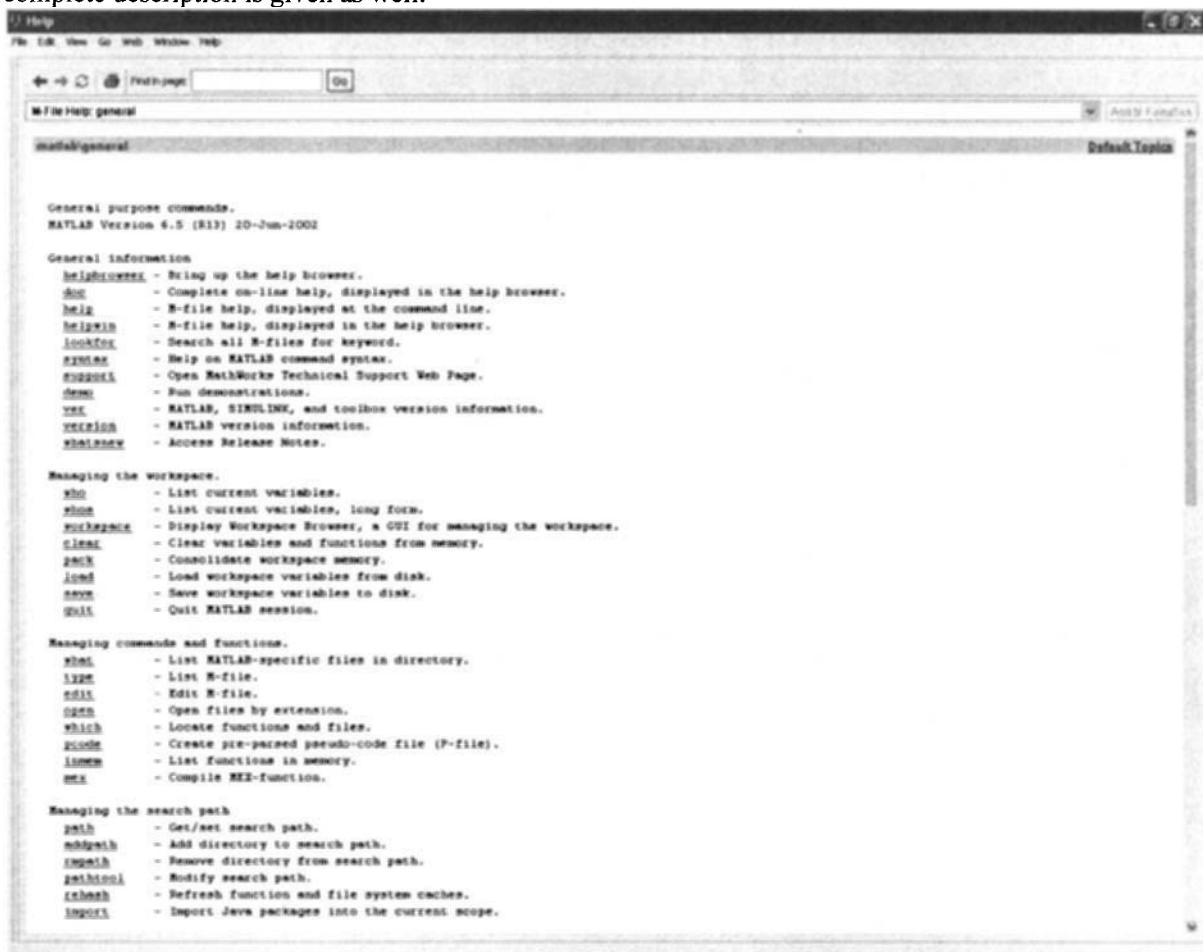 complete description is given as well.
Help
File Edit View Go Web Window Help
Find in page: Go
M-File Help: general
matlab\general Default Topics
General purpose commands.
MATLAB Version 6.5 (R13) 20-Jun-2002
General information
helpbrowser - Bring up the help browser.
doc - Complete on-line help, displayed in the help browser.
help - M-file help, displayed at the command line.
helpwin - M-file help, displayed in the help browser.
lookfor - Search all M-files for keyword.
syntax - Help on MATLAB command syntax.
support - Open MathWorks Technical Support Web Page.
demo - Run demonstrations.
ver - MATLAB, SIMULINK, and toolbox version information.
version - MATLAB version information.
whatsnew - Access Release Notes.
Managing the workspace.
who - List current variables.
whos - List current variables, long form.
workspace - Display Workspace Browser, a GUI for managing the workspace.
clear - Clear variables and functions from memory.
pack - Consolidate workspace memory.
load - Load workspace variables from disk.
save - Save workspace variables to disk.
quit - Quit MATLAB session.
Managing commands and functions.
what - List MATLAB-specific files in directory.
type - List M-file.
edit - Edit M-file.
open - Open files by extension.
which - Locate functions and files.
pcode - Create pre-parsed pseudo-code file (P-file).
inmem - List functions in memory.
mex - Compile MEX-function.
Managing the search path
path - Get/set search path.
addpath - Add directory to search path.
rmpath - Remove directory from search path.
pathtool - Modify search path.
rehash - Refresh function and file system caches.
import - Import Java packages into the current scope.